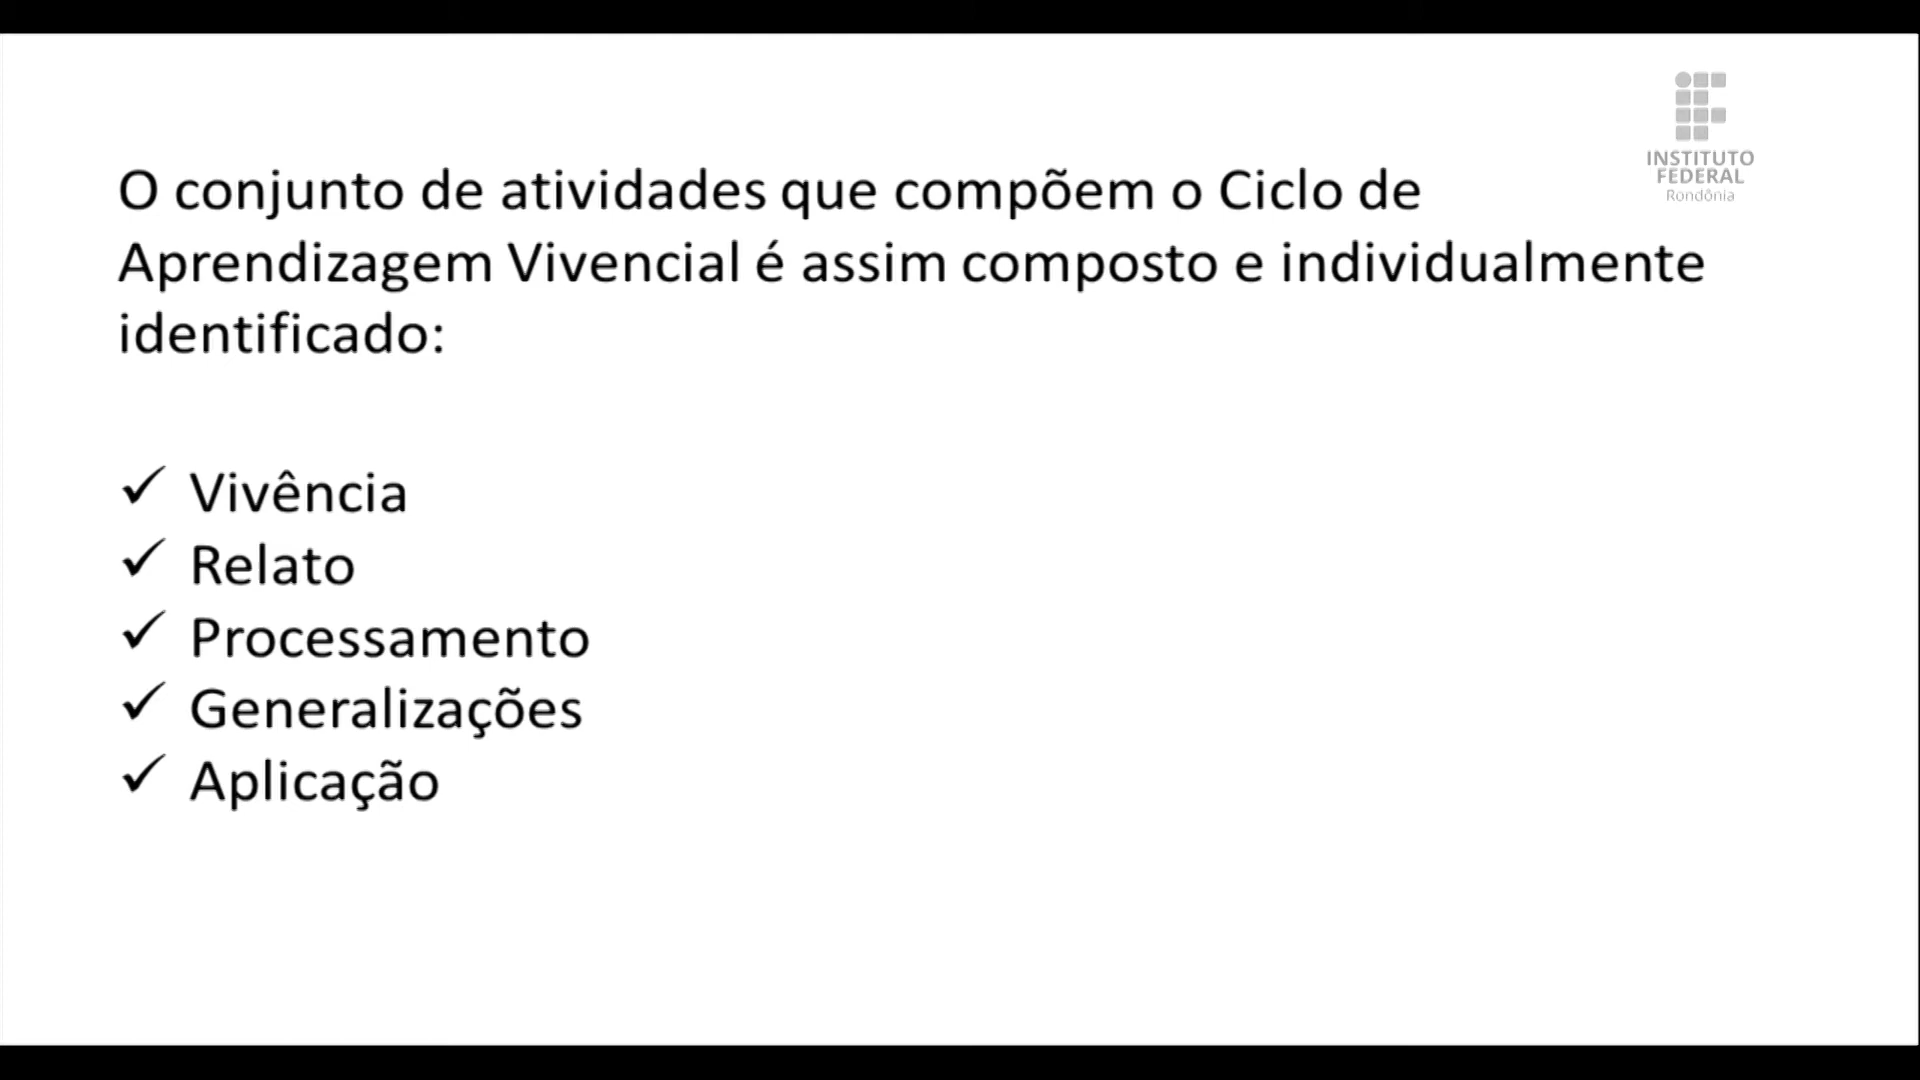 INSTITUTO
FEDERAL
Rondônia
O conjunto de atividades que compõem o Ciclo de
Aprendizagem Vivencial é assim composto e individualmente
identificado:
✓ Vivência
✓ Relato
✓ Processamento
✓ Generalizações
✓ Aplicação